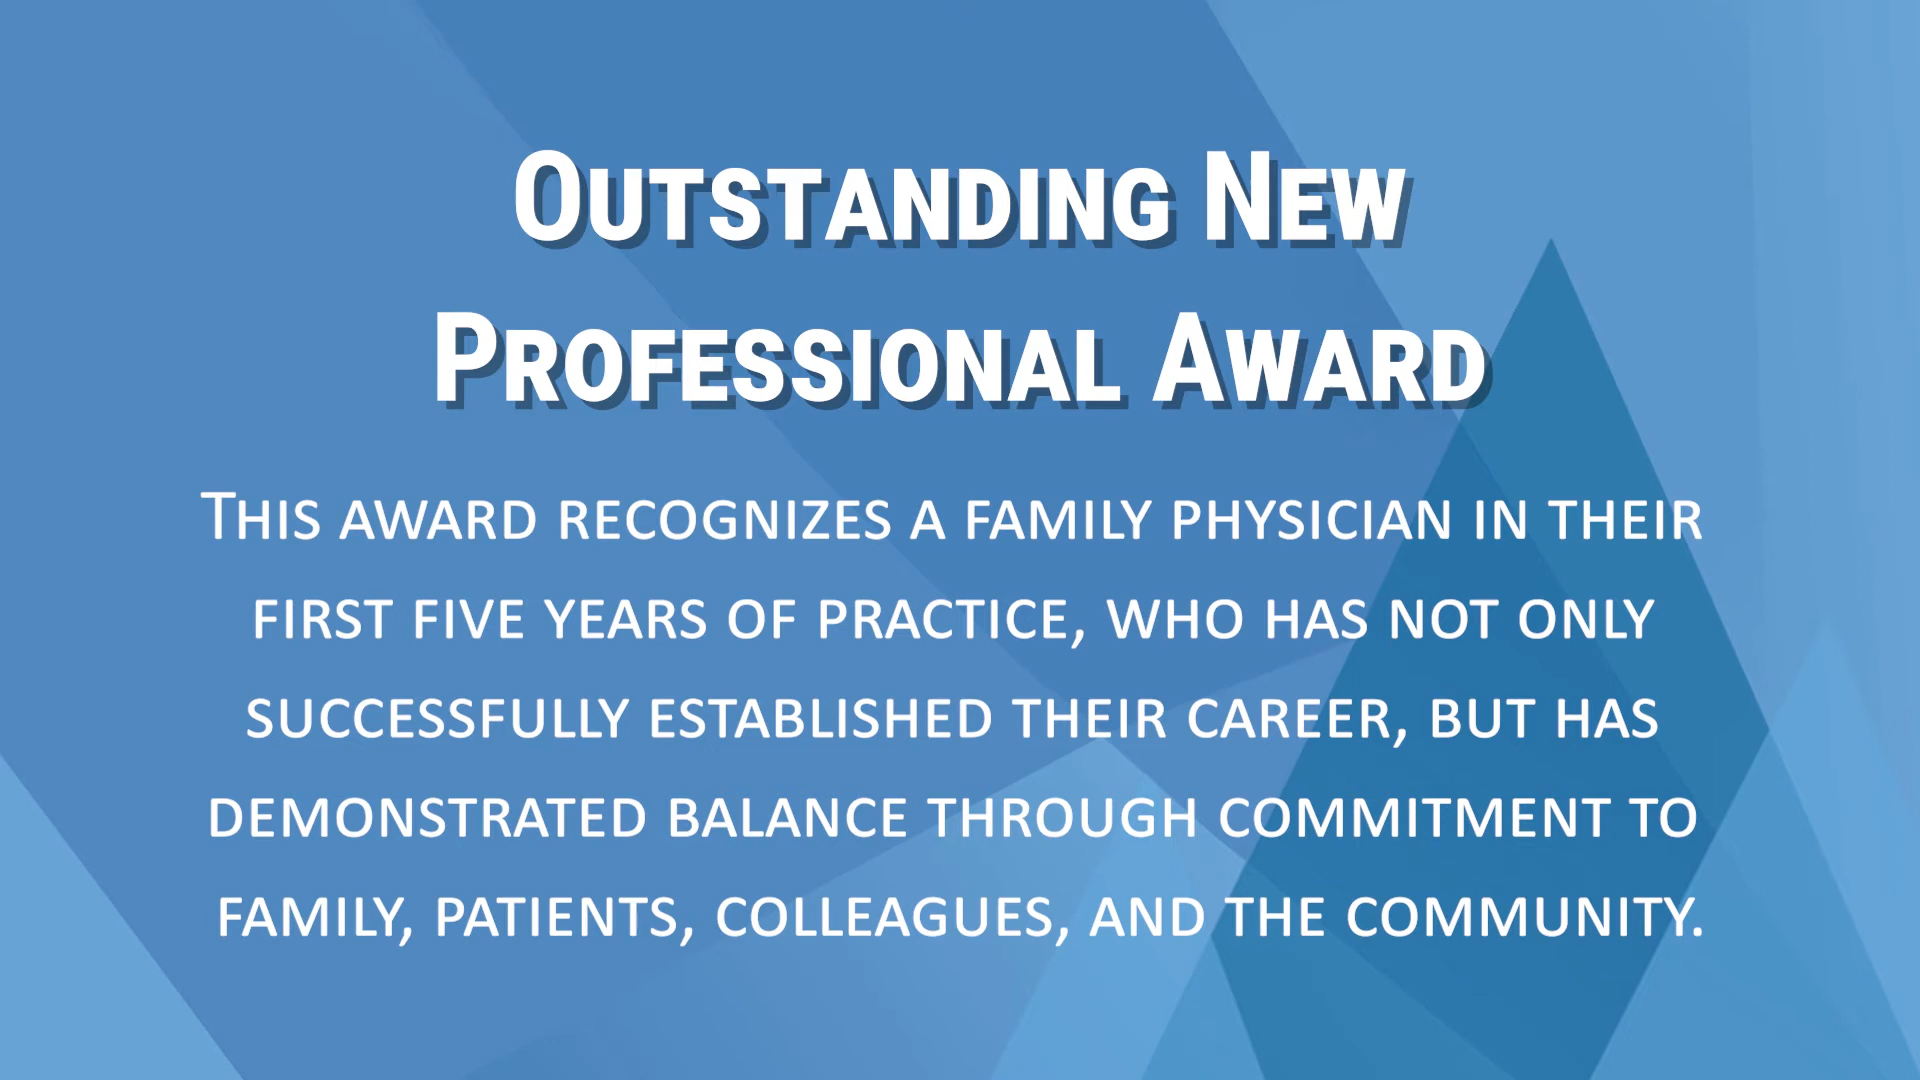 Outstanding New
Professional Award
This award recognizes a family physician in their
first five years of practice, who has not only
successfully established their career, but has
demonstrated balance through commitment to
family, patients, colleagues, and the community.